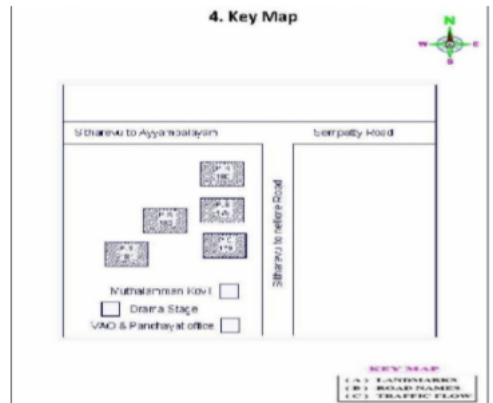 4. Key Map
N
W E
S
Sitharevu to Ayyampalayam Sempatty Road
Sitharevu to nellore Road
Muthalamman Kovil
Drama Stage
VAO & Panchayat office
KEY MAP
( A ) LANDMARKS
( B ) ROAD NAMES
( C ) TRAFFIC FLOW